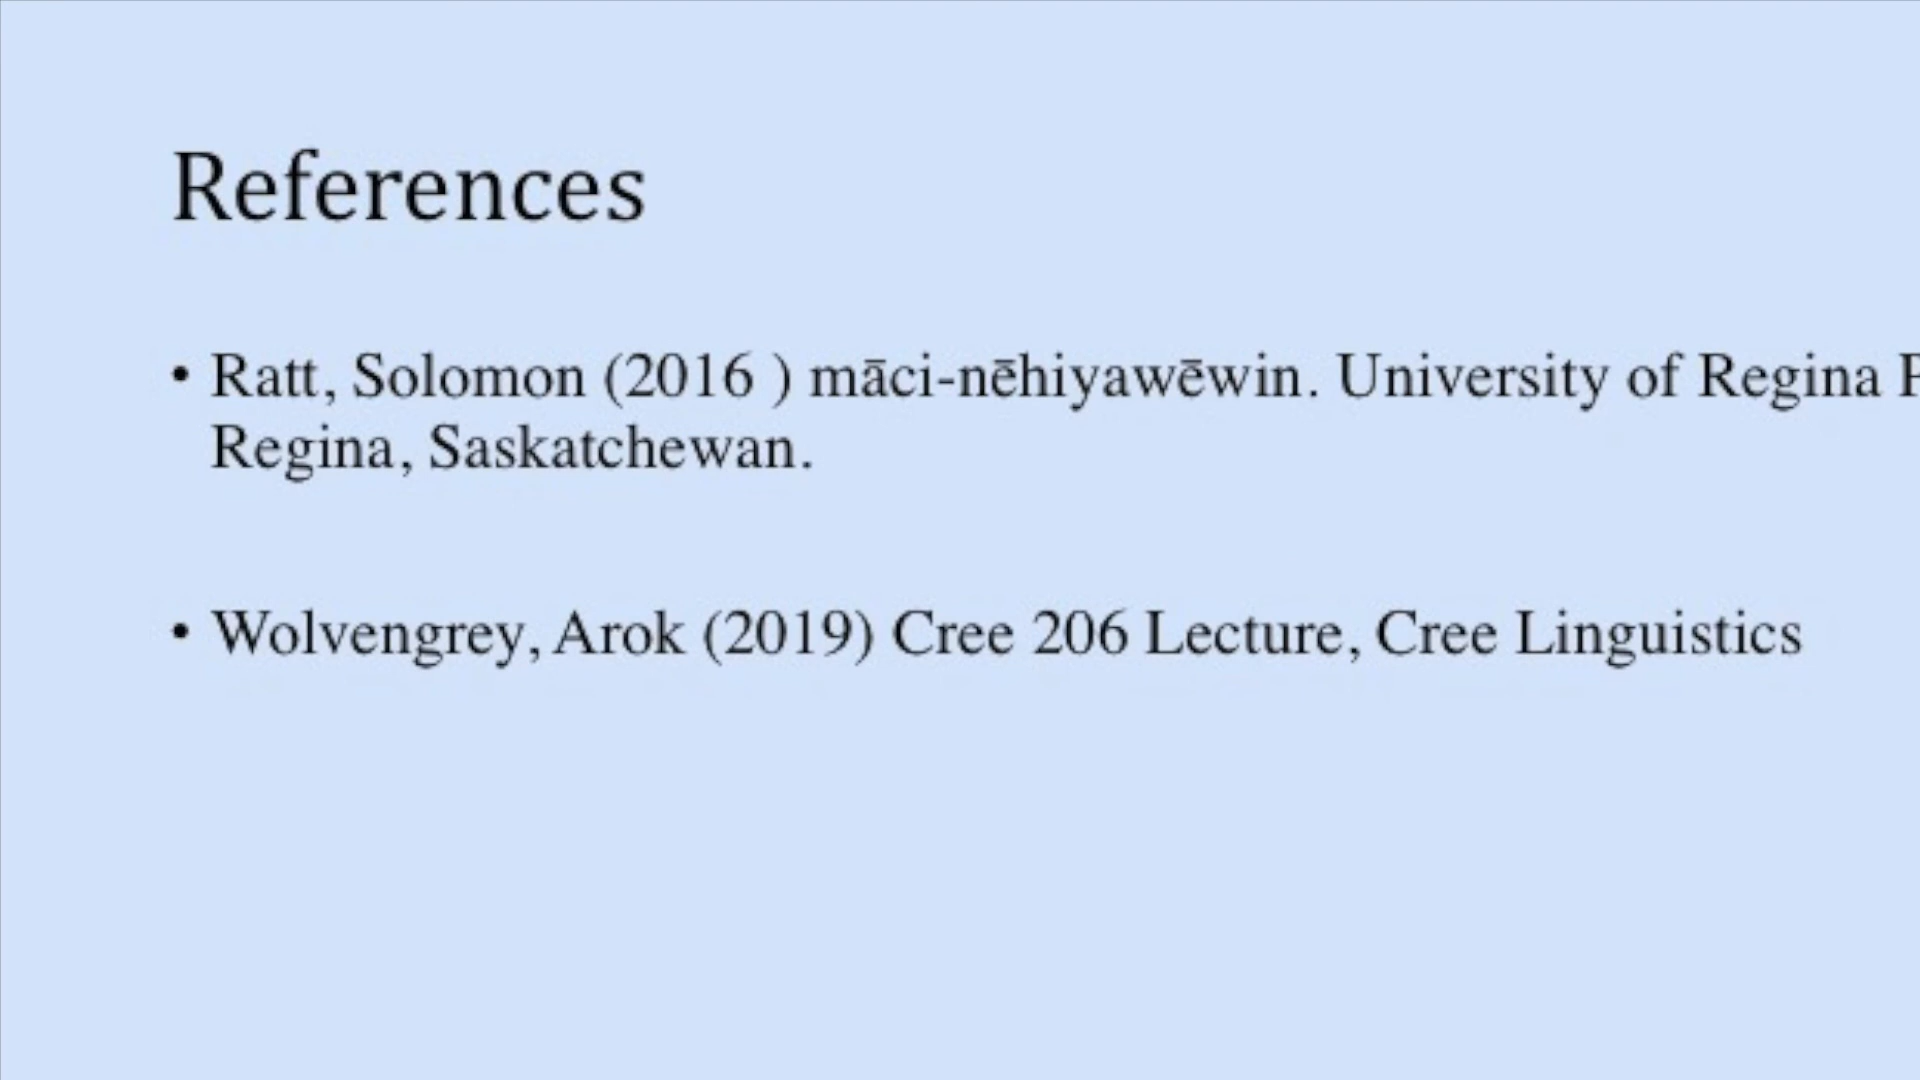 References
• Ratt, Solomon (2016 ) māci-nēhiyawēwin. University of Regina
Regina, Saskatchewan.
• Wolvengrey, Arok (2019) Cree 206 Lecture, Cree Linguistics